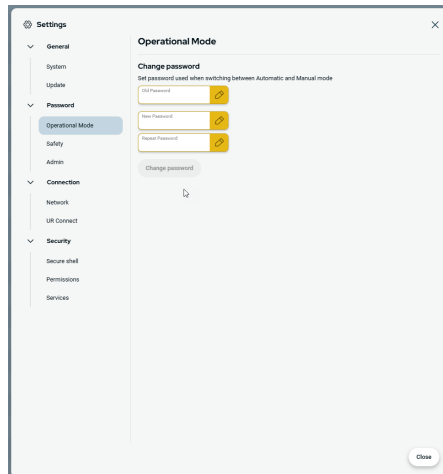 Settings
General
System
Update
Password
Operational Mode
Safety
Admin
Connection
Network
UR Connect
Security
Secure shell
Permissions
Services
Operational Mode
Change password
Set password used when switching between Automatic and Manual mode
Old Password
New Password
Repeat Password
Change password
Close